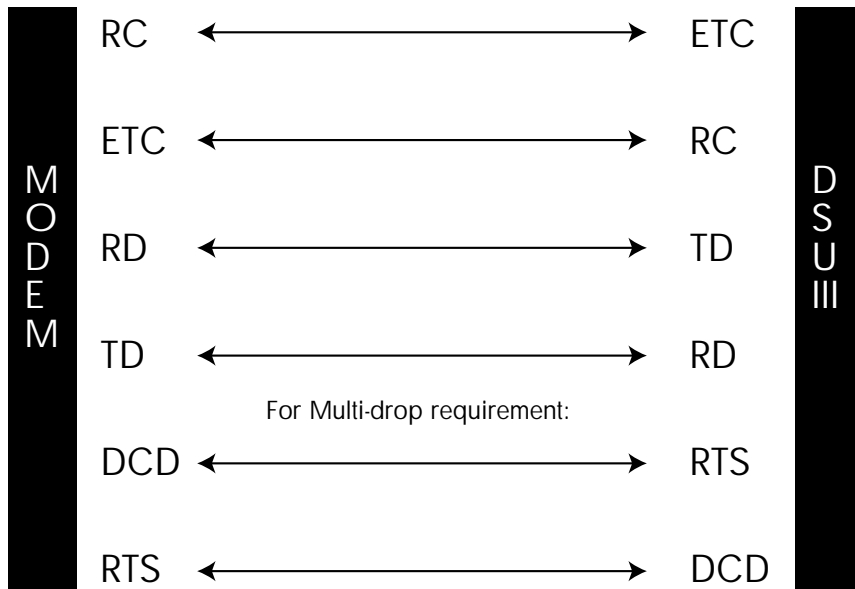 MODEM
RC ETC
ETC RC
RD TD
TD RD
For Multi-drop requirement:
DCD RTS
RTS DCD
DSU III